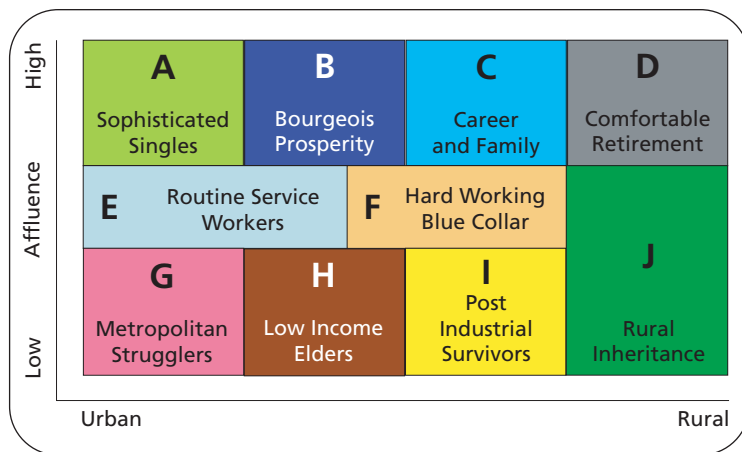 High
Affluence
Low
A
Sophisticated
Singles
B
Bourgeois
Prosperity
C
Career
and Family
D
Comfortable
Retirement
E
Routine Service
Workers
F
Hard Working
Blue Collar
G
Metropolitan
Strugglers
H
Low Income
Elders
I
Post
Industrial
Survivors
J
Rural
Inheritance
Urban
Rural